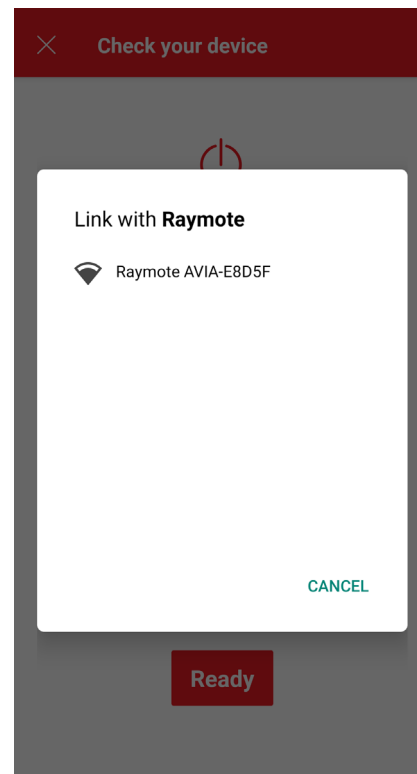 Check your device
Link with Raymote
Raymote AVIA-E8D5F
CANCEL
Ready